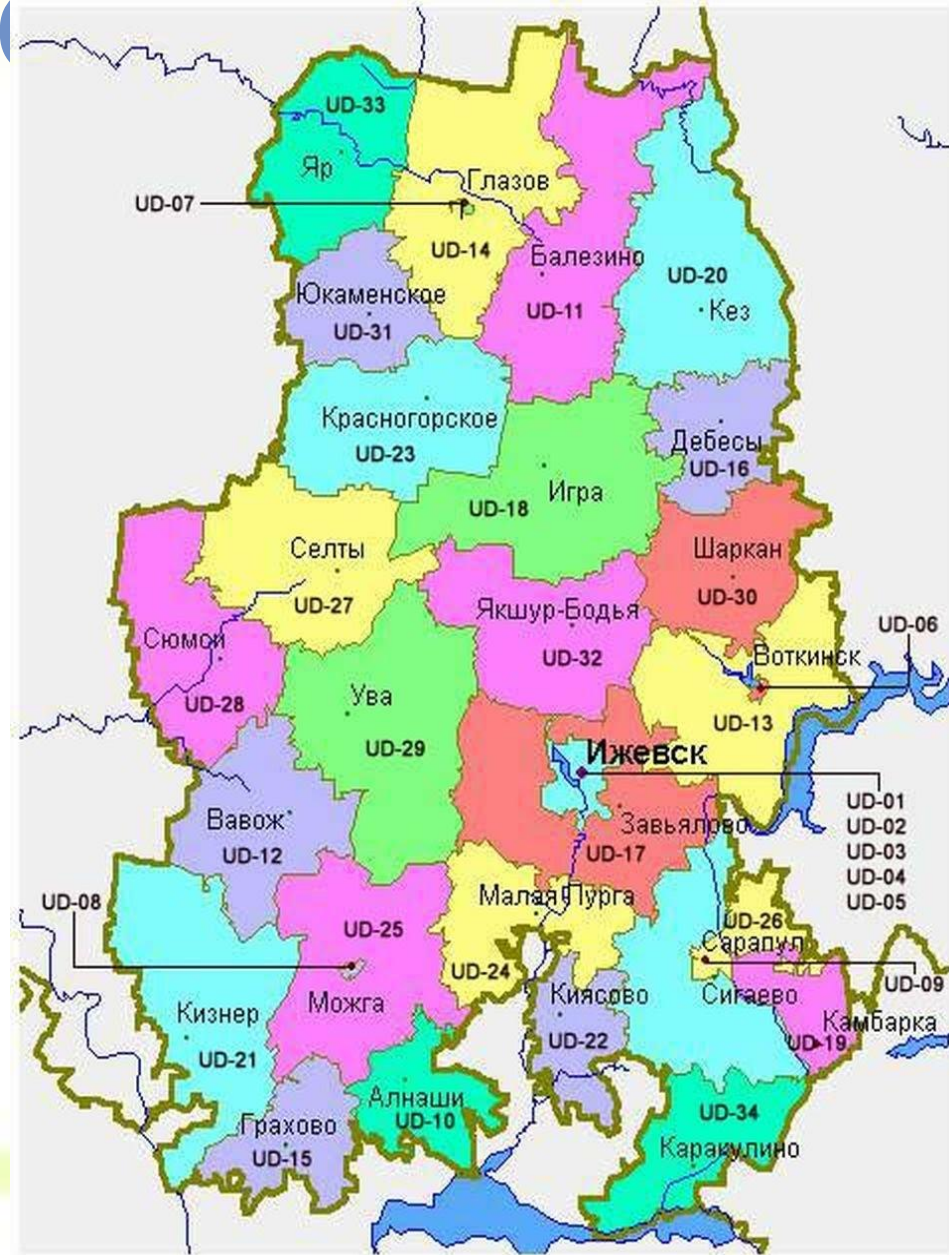 UD-33
Яр
Глазов
UD-07
UD-14
Балезино
UD-20
Юкаменское
UD-11
Кез
UD-31
Красногорское
Дебесы
UD-23
UD-16
Игра
UD-18
Селты
Шаркан
UD-27
UD-30
Якшур-Бодья
UD-06
Сюмси
Воткинск
UD-32
Ува
UD-28
UD-13
UD-29
Ижевск
UD-01
UD-02
UD-03
UD-04
UD-05
Вавож
Завьялово
UD-12
UD-17
Малая Пурга
UD-08
UD-25
UD-26
Сарапул
UD-24
UD-09
Можга
Киясово
Сигаево
Кизнер
Камбарка
UD-22
UD-19
UD-21
Алнаши
UD-10
UD-34
Грахово
UD-15
Каракулино